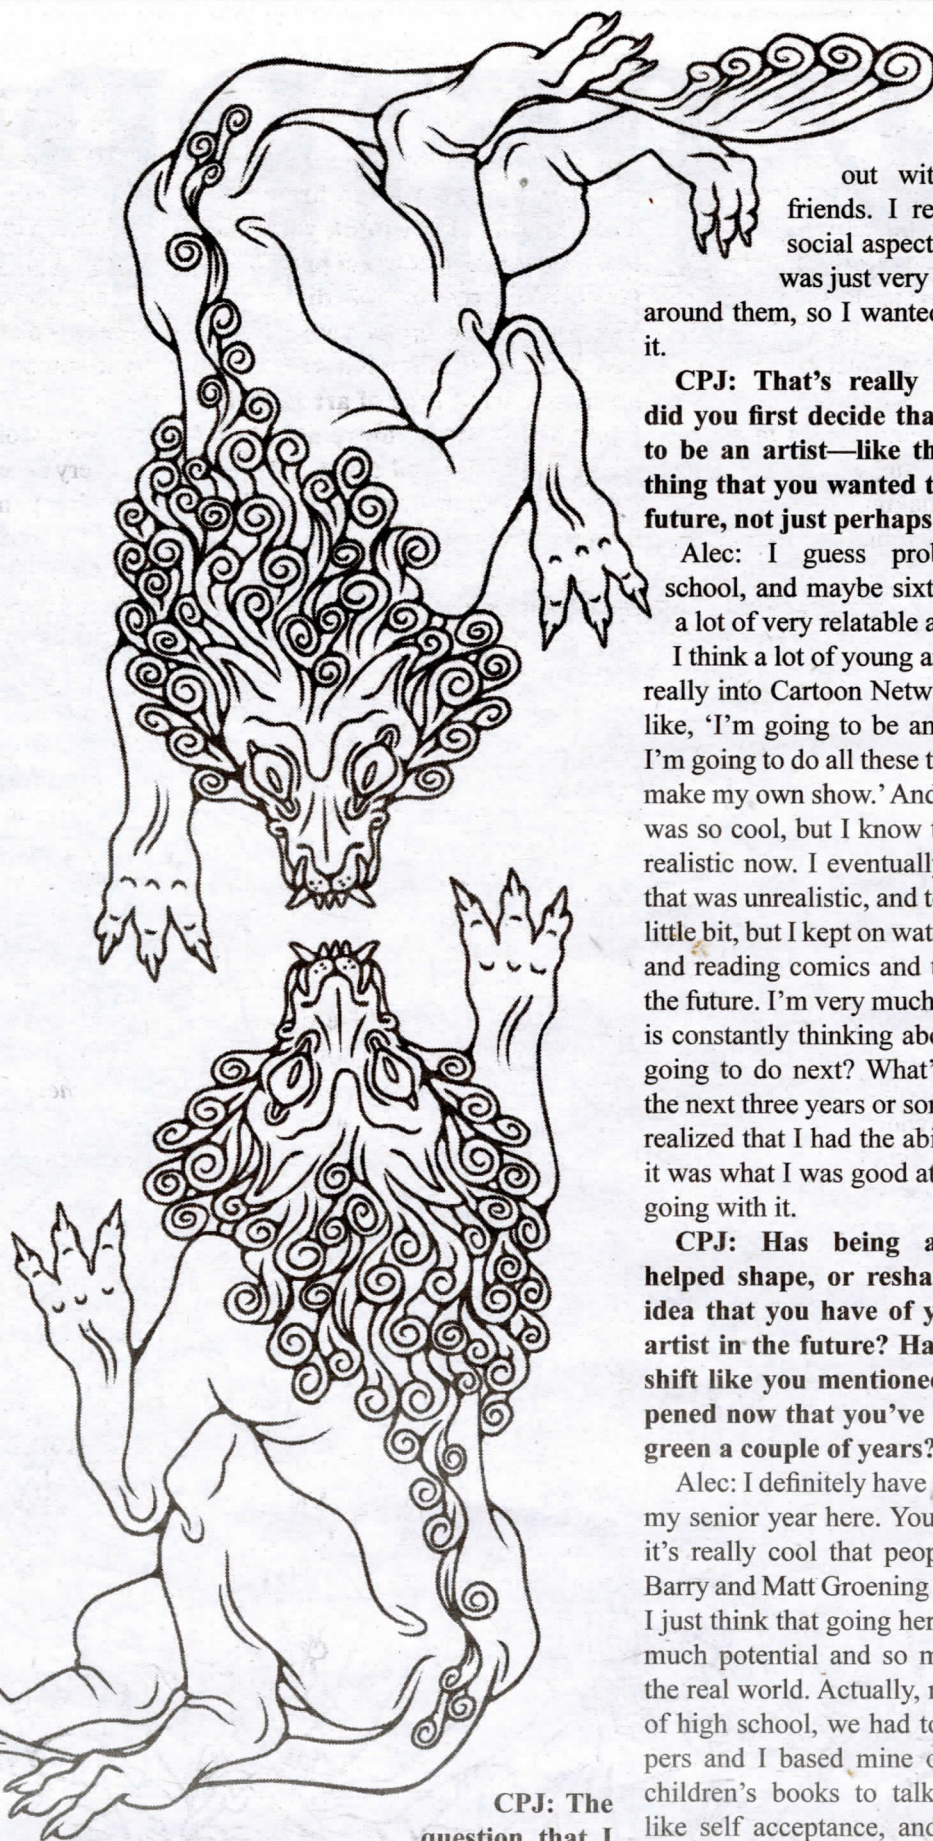 out wit
friends. I re
social aspect
was just very
around them, so I wanted
it.
CPJ: That’s really
did you first decide tha
to be an artist—like th
thing that you wanted t
future, not just perhaps
Alec: I guess prob
school, and maybe sixt
a lot of very relatable a
I think a lot of young a
really into Cartoon Netw
like, ‘I’m going to be an
I’m going to do all these t
make my own show.’ And
was so cool, but I know t
realistic now. I eventually
that was unrealistic, and t
little bit, but I kept on wat
and reading comics and t
the future. I’m very much
is constantly thinking abo
going to do next? What’
the next three years or son
realized that I had the abi
it was what I was good at
going with it.
CPJ: Has being a
helped shape, or resha
idea that you have of y
artist in the future? Ha
shift like you mentioned
pened now that you’ve
green a couple of years?
Alec: I definitely have
my senior year here. You
it’s really cool that peop
Barry and Matt Groening
I just think that going her
much potential and so m
the real world. Actually, r
of high school, we had to
pers and I based mine o
children’s books to talk
like self acceptance, and
CPJ: The
question that I